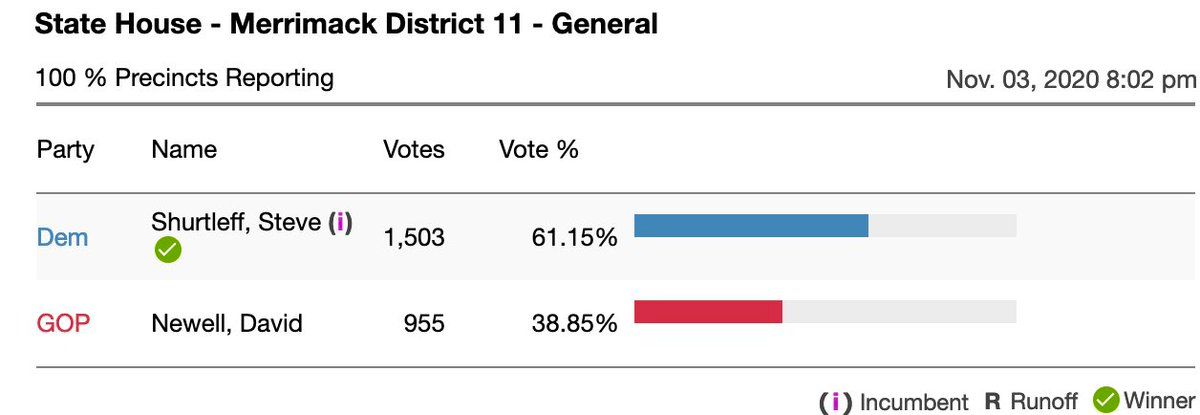 State House - Merrimack District 11 - General
100 % Precincts Reporting Nov. 03, 2020 8:02 pm
Party Name Votes Vote %
Dem Shurtleff, Steve (i) 1,503 61.15%
GOP Newell, David 955 38.85%
(i) Incumbent R Runoff Winner